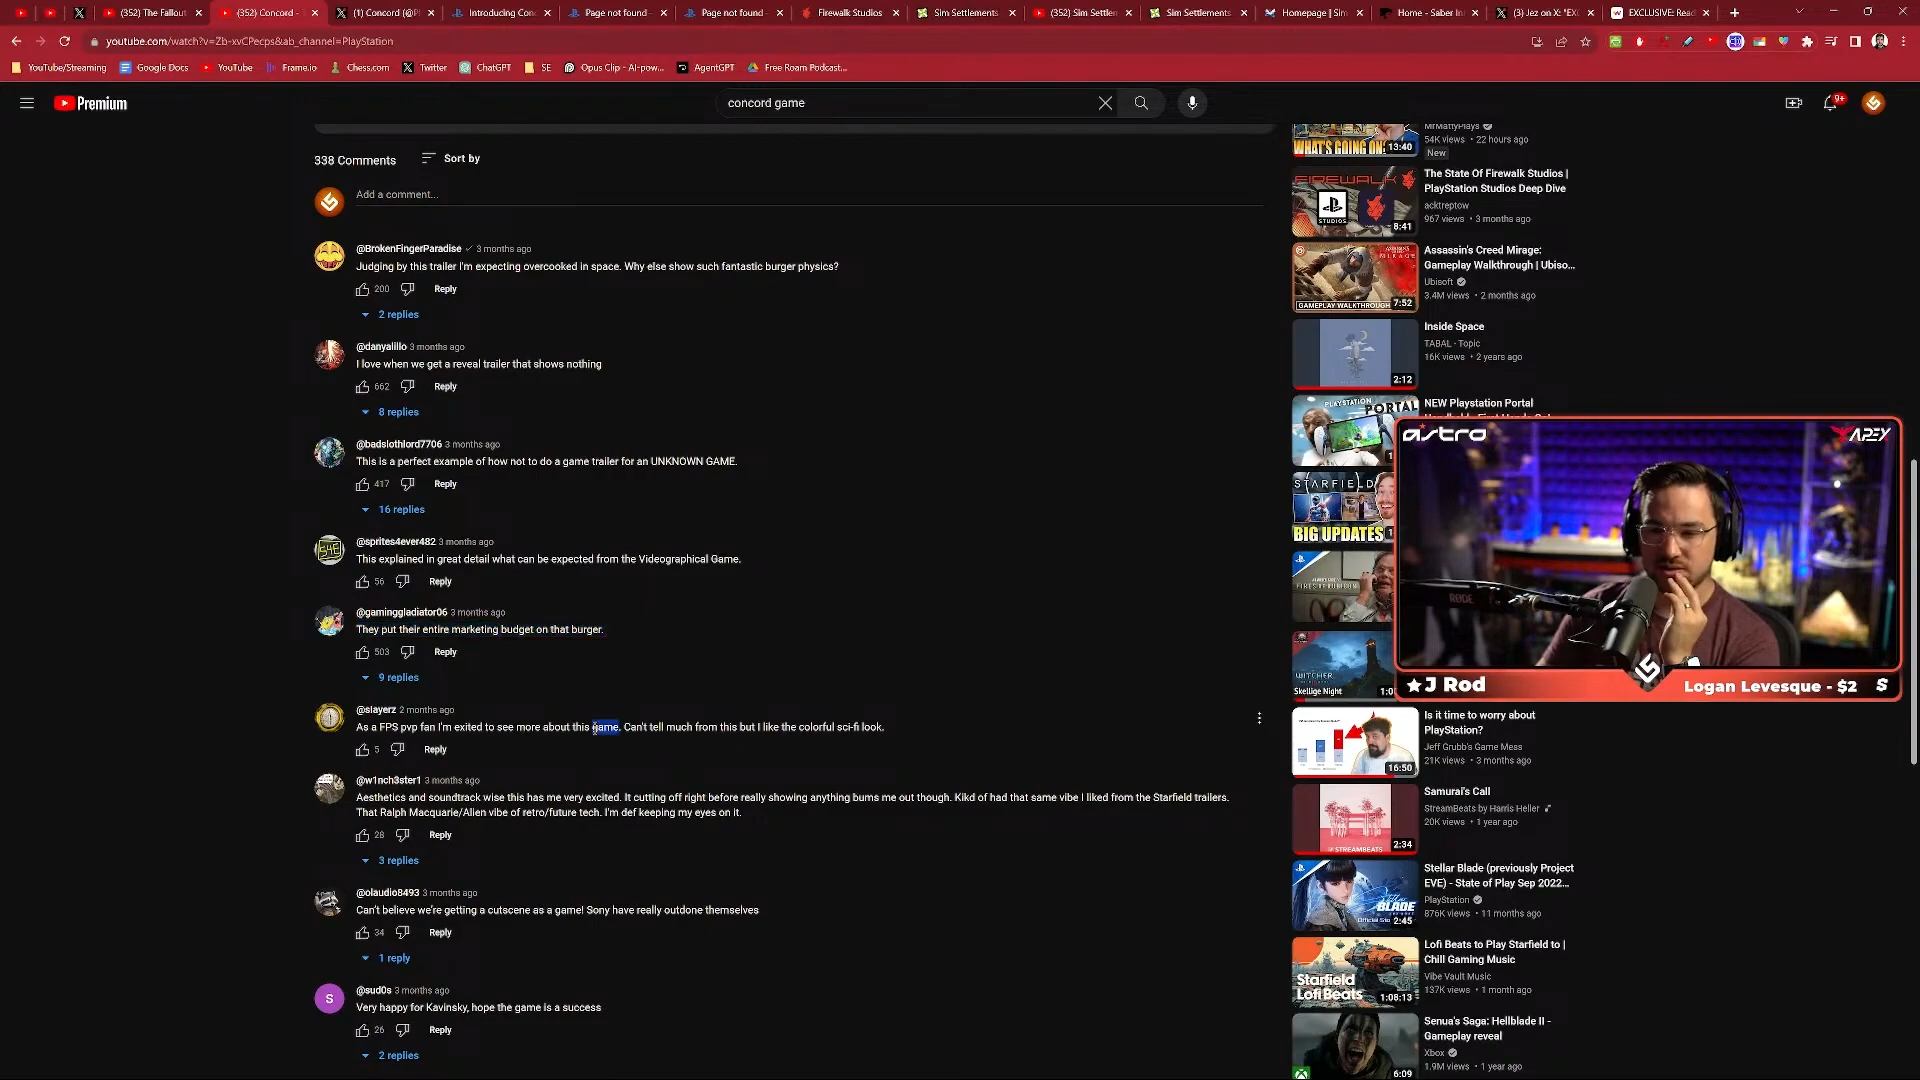 (352) The Fallout
(352) Concord -
(1) Concord (@P
Introducing Con
Page not found -
Page not found -
Firewalk Studios
Sim Settlements
(352) Sim Settlem
Sim Settlements
Homepage | Sim
Home - Saber In
(3) Jez on X: "EXC
EXCLUSIVE: Read
youtube.com/watch?v=Zb-xvCPecps&ab_channel=PlayStation
YouTube/Streaming
Google Docs
YouTube
Frame.io
Chess.com
Twitter
ChatGPT
SE
Opus Clip - AI-pow...
AgentGPT
Free Roam Podcast...
Premium
concord game
9+
338 Comments
Sort by
Add a comment...
@BrokenFingerParadise 3 months ago
Judging by this trailer I'm expecting overcooked in space. Why else show such fantastic burger physics?
200
Reply
2 replies
@danyalillo 3 months ago
I love when we get a reveal trailer that shows nothing
662
Reply
8 replies
@badslothlord7706 3 months ago
This is a perfect example of how not to do a game trailer for an UNKNOWN GAME.
417
Reply
16 replies
@sprites4ever482 3 months ago
This explained in great detail what can be expected from the Videographical Game.
56
Reply
@gaminggladiator06 3 months ago
They put their entire marketing budget on that burger.
503
Reply
9 replies
@slayerz 2 months ago
As a FPS pvp fan I'm exited to see more about this game. Can't tell much from this but I like the colorful sci-fi look.
5
Reply
@w1nch3ster1 3 months ago
Aesthetics and soundtrack wise this has me very excited. It cutting off right before really showing anything bums me out though. Kikd of had that same vibe I liked from the Starfield trailers.
That Ralph Macquarie/Alien vibe of retro/future tech. I'm def keeping my eyes on it.
28
Reply
3 replies
@olaudio8493 3 months ago
Can't believe we're getting a cutscene as a game! Sony have really outdone themselves
34
Reply
1 reply
S
@sud0s 3 months ago
Very happy for Kavinsky, hope the game is a success
26
Reply
2 replies
WHAT'S GOING ON?
13:40
MrMattyPlays
54K views • 22 hours ago
New
FIREWALK
STUDIOS
8:41
The State Of Firewalk Studios |
PlayStation Studios Deep Dive
acktreptow
967 views • 3 months ago
GAMEPLAY WALKTHROUGH
7:52
Assassin's Creed Mirage:
Gameplay Walkthrough | Ubiso...
Ubisoft
3.4M views • 2 months ago
2:12
Inside Space
TABAL - Topic
16K views • 2 years ago
PLAYSTATION
PORTAL
NEW Playstation Portal
STARFIELD
BIG UPDATES
WITCHER
Skellige Night
astro
APEX
RØDE
J Rod
Logan Levesque - $2
16:50
Is it time to worry about
PlayStation?
Jeff Grubb's Game Mess
21K views • 3 months ago
STREAMBEATS
2:34
Samurai's Call
StreamBeats by Harris Heller
20K views • 1 year ago
STELLAR
BLADE
2:45
Stellar Blade (previously Project
EVE) - State of Play Sep 2022...
PlayStation
876K views • 11 months ago
Starfield
Lofi Beats
1:08:13
Lofi Beats to Play Starfield to |
Chill Gaming Music
Vibe Vault Music
137K views • 1 month ago
6:09
Senua's Saga: Hellblade II -
Gameplay reveal
Xbox
1.9M views • 1 year ago